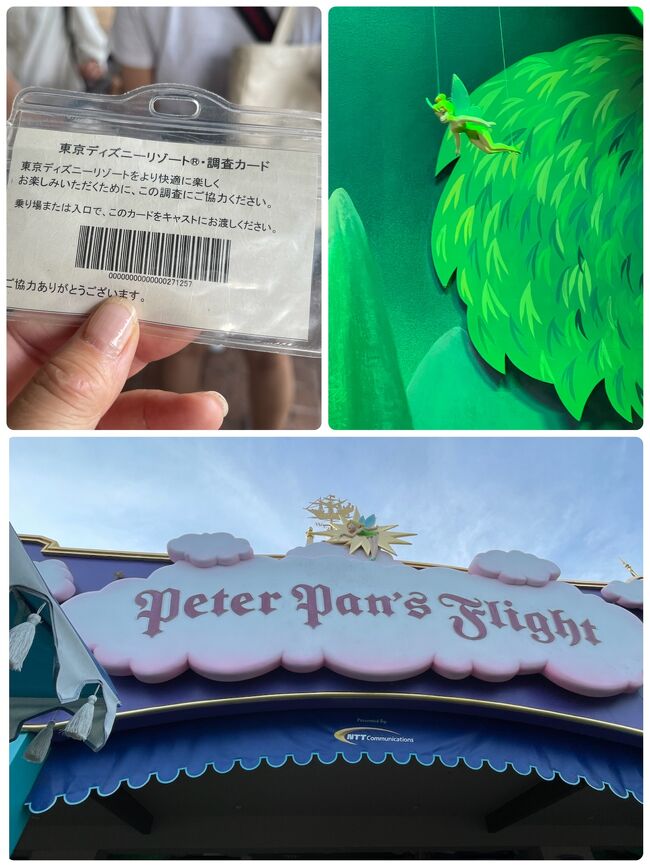 東京ディズニーリゾート®・調査カード
東京ディズニーリゾートをより快適に楽しく
お楽しみいただくために、この調査にご協力ください。
乗り場または入口で、このカードをキャストにお渡しください。
00000000000000271257
ご協力ありがとうございます。
Peter Pan's Flight
Presented By
NTT Communications